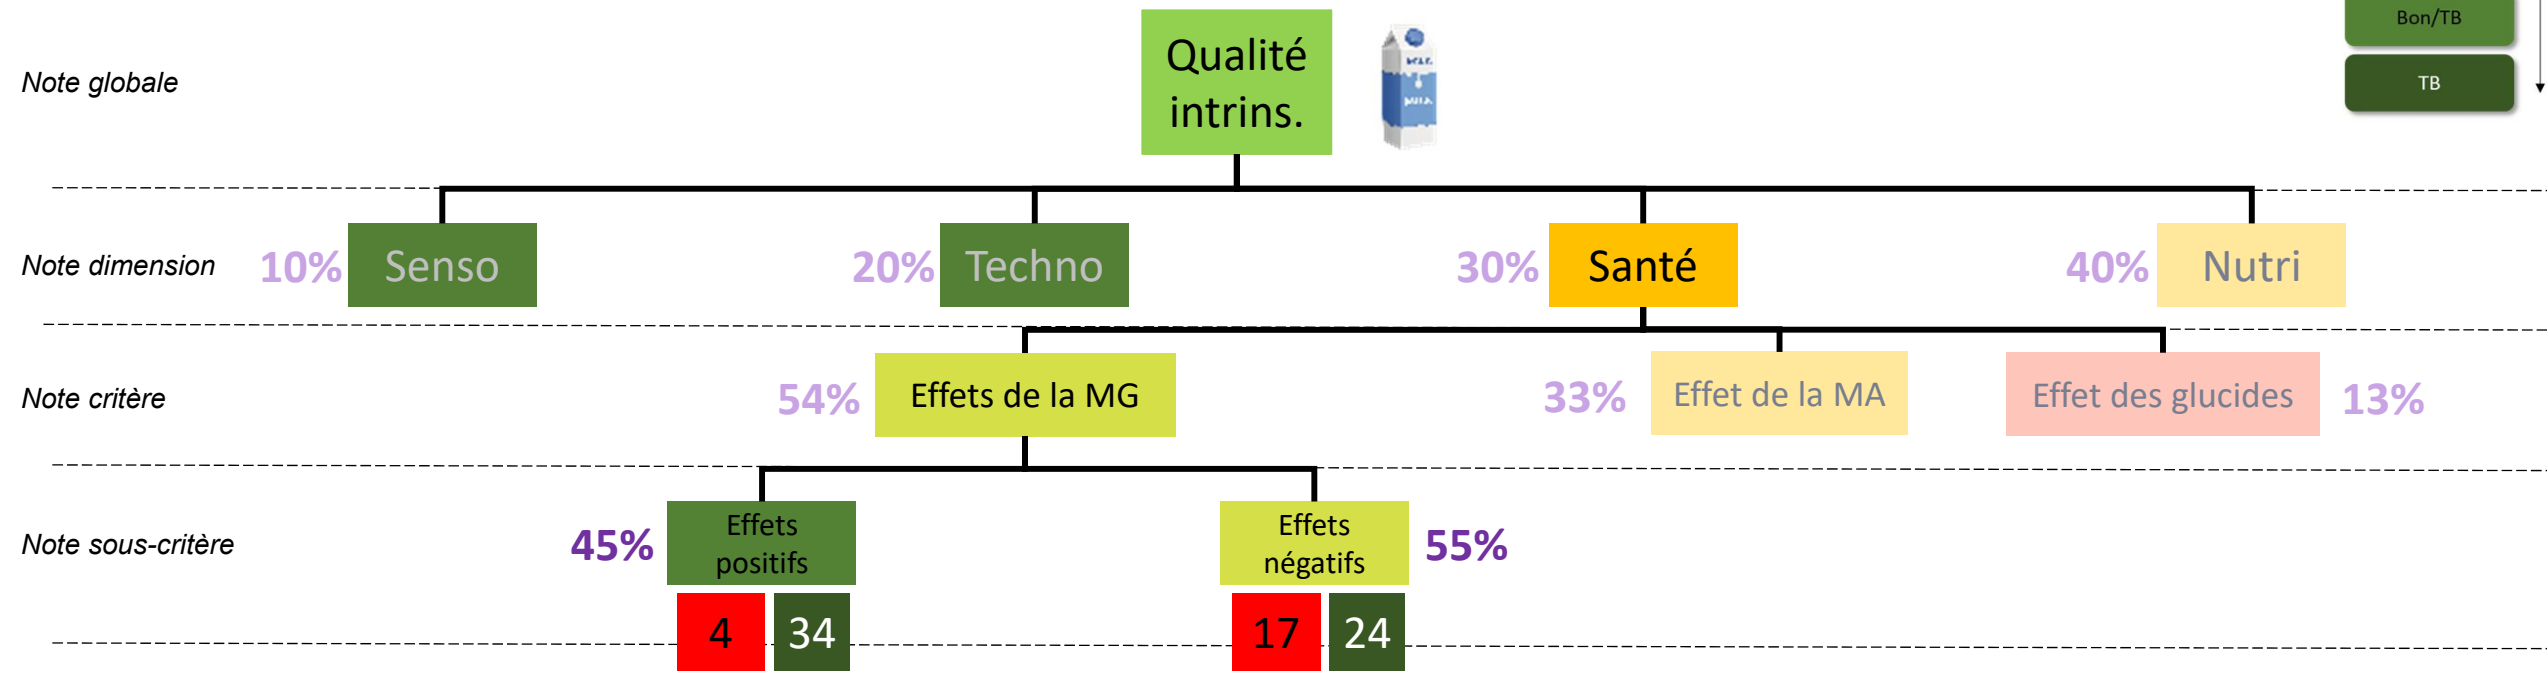 Bon/TB
Qualité
intrins.
Note globale
TB
MILK
Note dimension
10%
Senso
20%
Techno
30%
Santé
40%
Nutri
Note critère
54%
Effets de la MG
33%
Effet de la MA
Effet des glucides
13%
Note sous-critère
45%
Effets
positifs
Effets
négatifs
55%
4
34
17
24